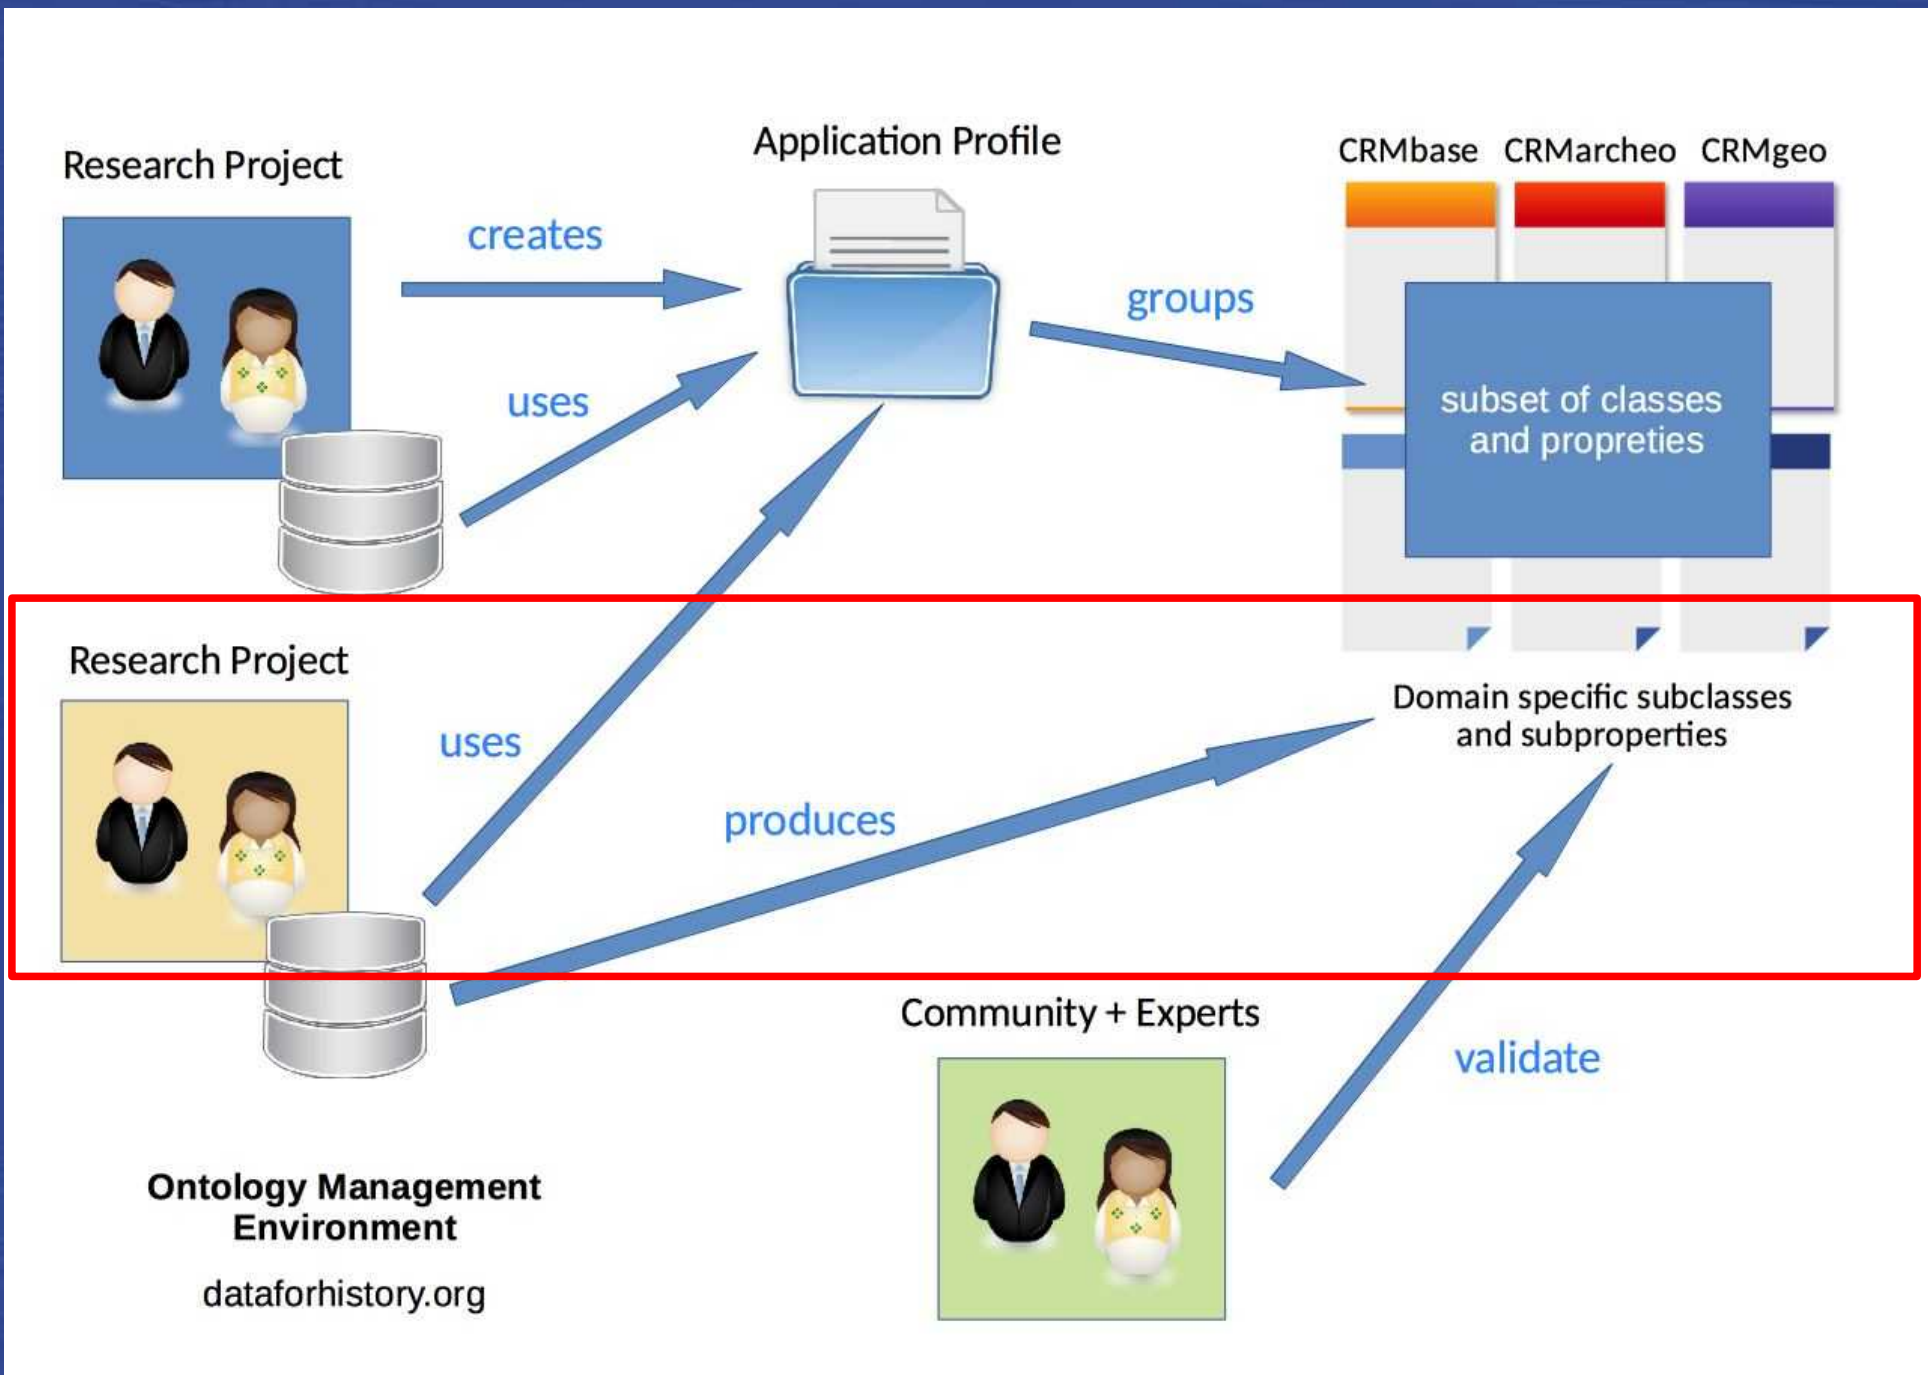 Research Project
Application Profile
CRMbase CRMarcheo CRMgeo
creates
uses
groups
subset of classes
and propreties
Research Project
uses
produces
Domain specific subclasses
and subproperties
Community + Experts
validate
Ontology Management
Environment
dataforhistory.org